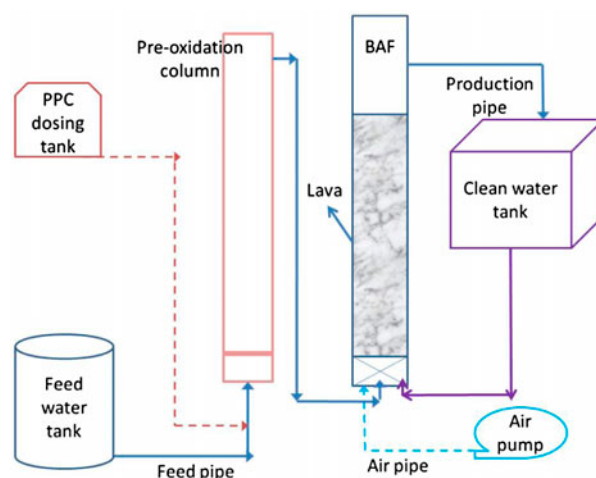 Pre-oxidation
column
BAF
PPC
dosing
tank
Production
pipe
Clean water
tank
Lava
Feed
water
tank
Feed pipe
Air pipe
Air
pump